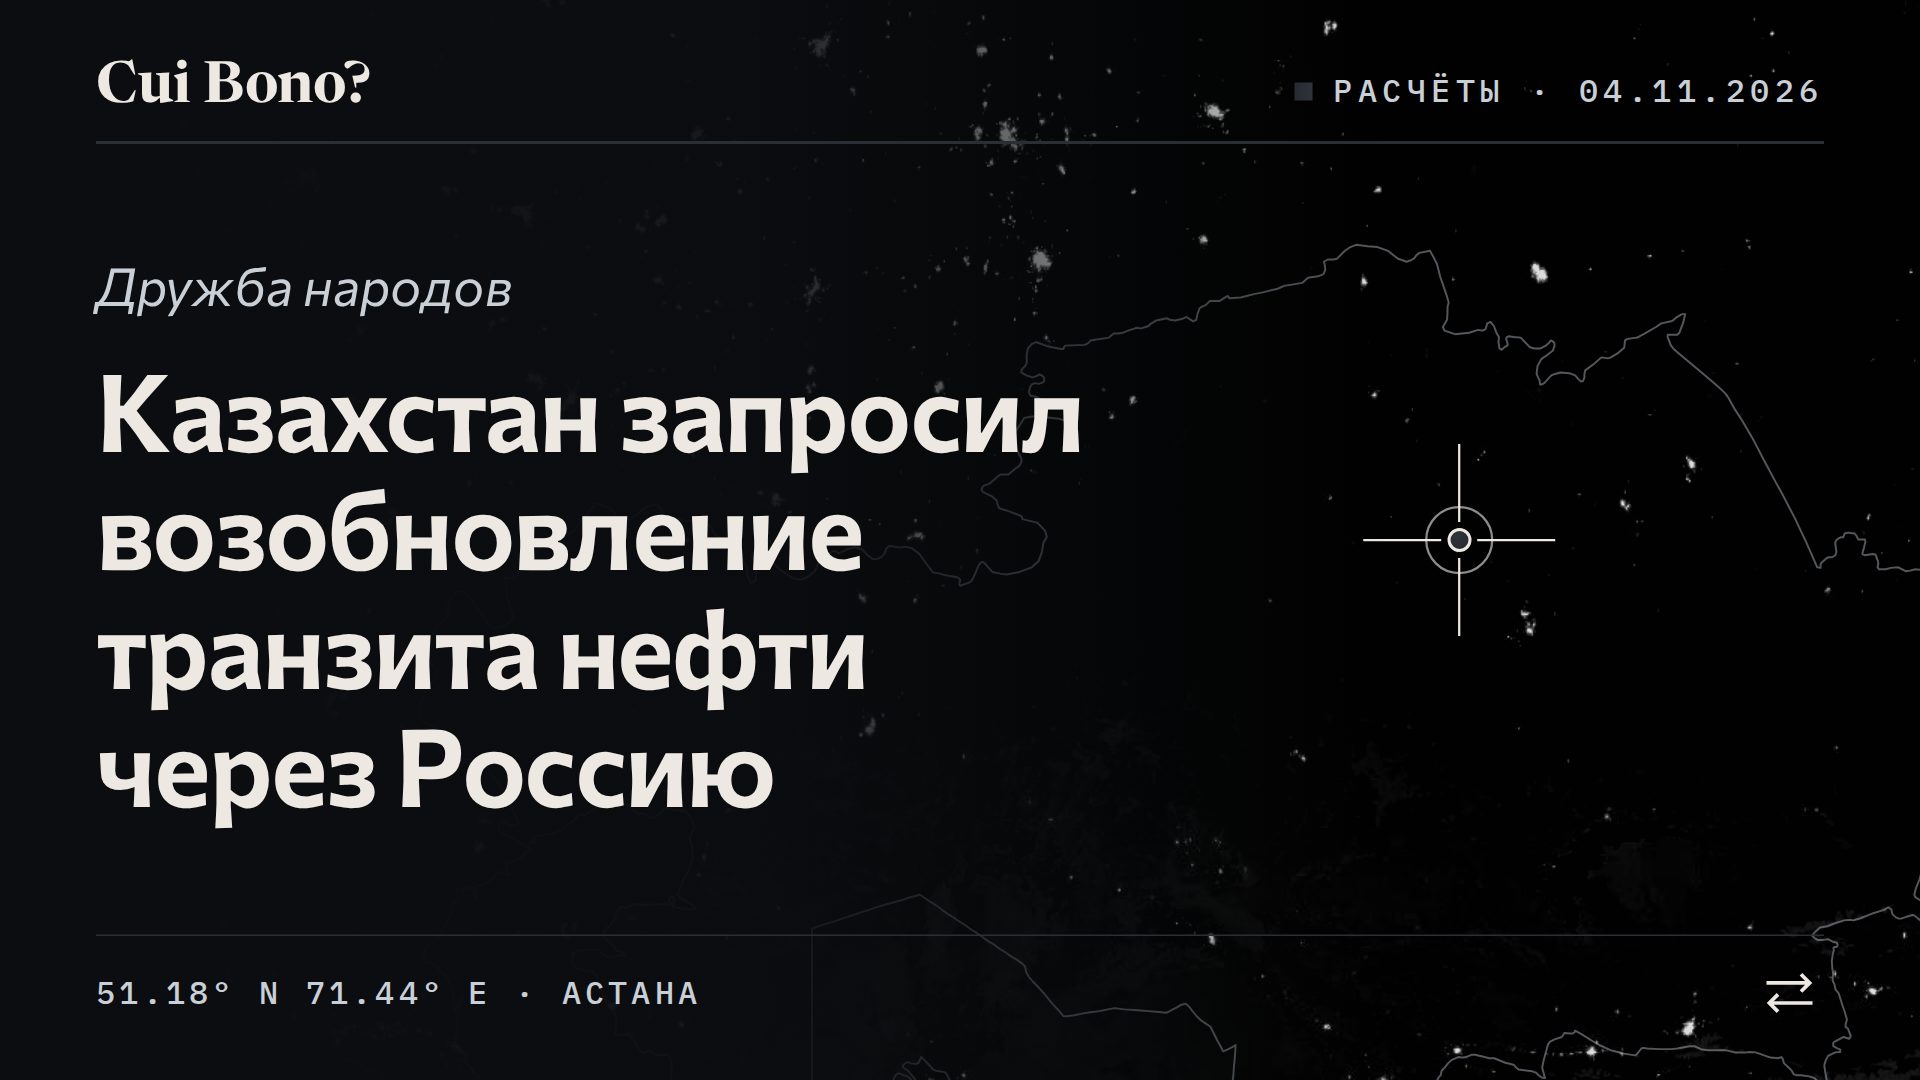 Cui Bono?
РАСЧЁТЫ · 04.11.2026
Дружба народов
Казахстан запросил
возобновление
транзита нефти
через Россию
51.18° N 71.44° E · АСТАНА